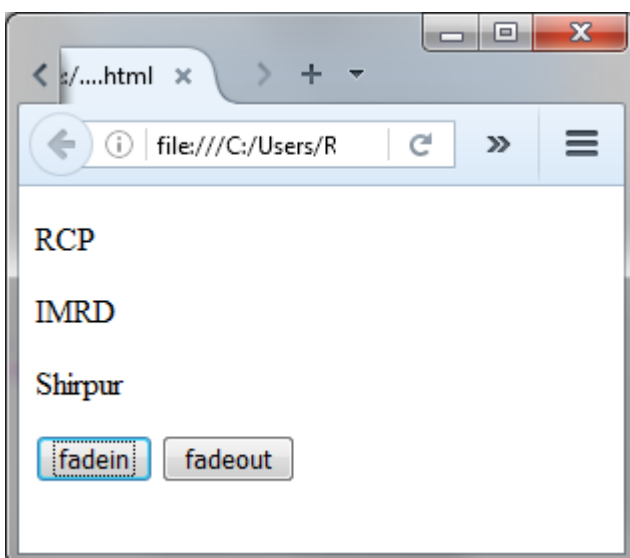 :/....html
file:///C:/Users/R
RCP
IMRD
Shirpur
fadein fadeout